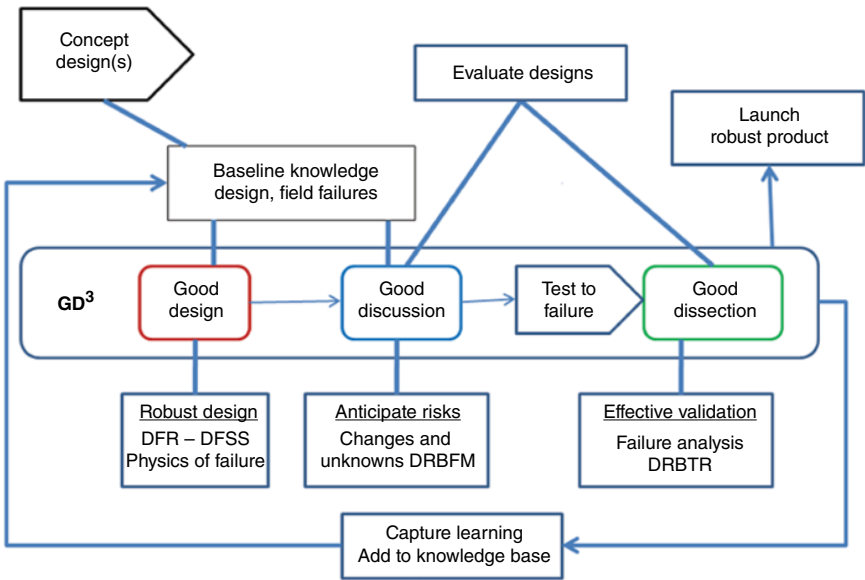 Concept
design(s)
Evaluate designs
Launch
robust product
Baseline knowledge
design, field failures
GD³
Good
design
Good
discussion
Test to
failure
Good
dissection
Robust design
DFR – DFSS
Physics of failure
Anticipate risks
Changes and
unknowns DRBFM
Effective validation
Failure analysis
DRBTR
Capture learning
Add to knowledge base